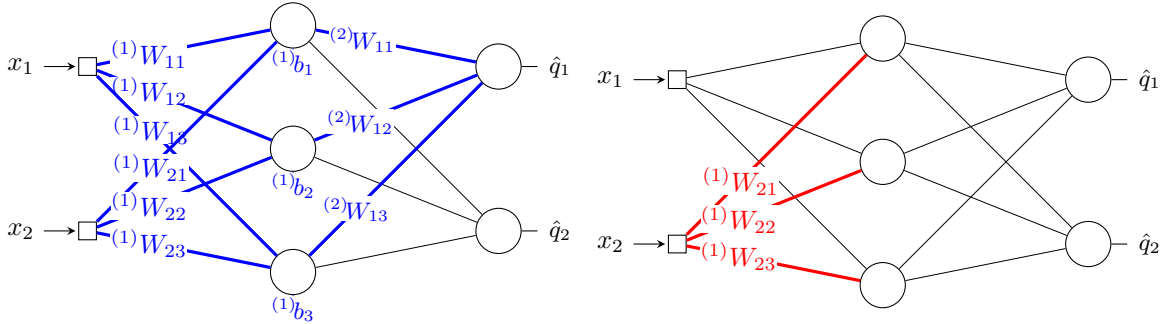 x₁
⁽¹⁾W₁₁
⁽¹⁾W₁₂
⁽¹⁾W₁₃
⁽¹⁾b₁
⁽²⁾W₁₁
q̂₁
⁽²⁾W₁₂
⁽¹⁾W₂₁
⁽¹⁾b₂
x₂
⁽¹⁾W₂₂
⁽¹⁾W₂₃
⁽²⁾W₁₃
q̂₂
⁽¹⁾b₃
x₁
q̂₁
⁽¹⁾W₂₁
x₂
⁽¹⁾W₂₂
⁽¹⁾W₂₃
q̂₂